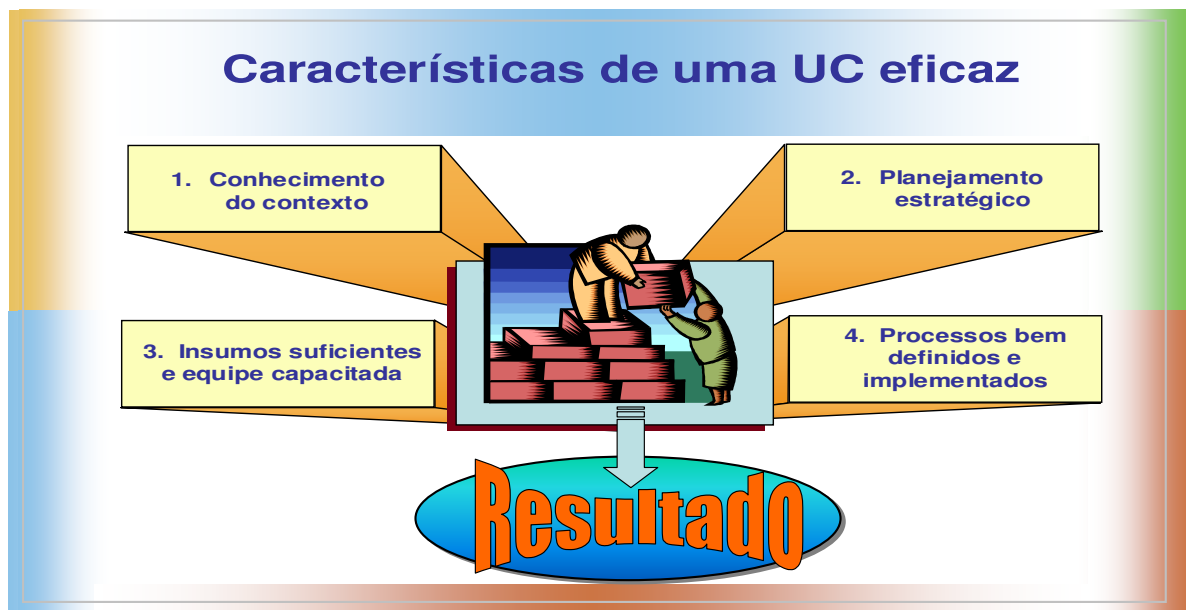 Características de uma UC eficaz
1. Conhecimento
do contexto
2. Planejamento
estratégico
3. Insumos suficientes
e equipe capacitada
4. Processos bem
definidos e
implementados
Resultado